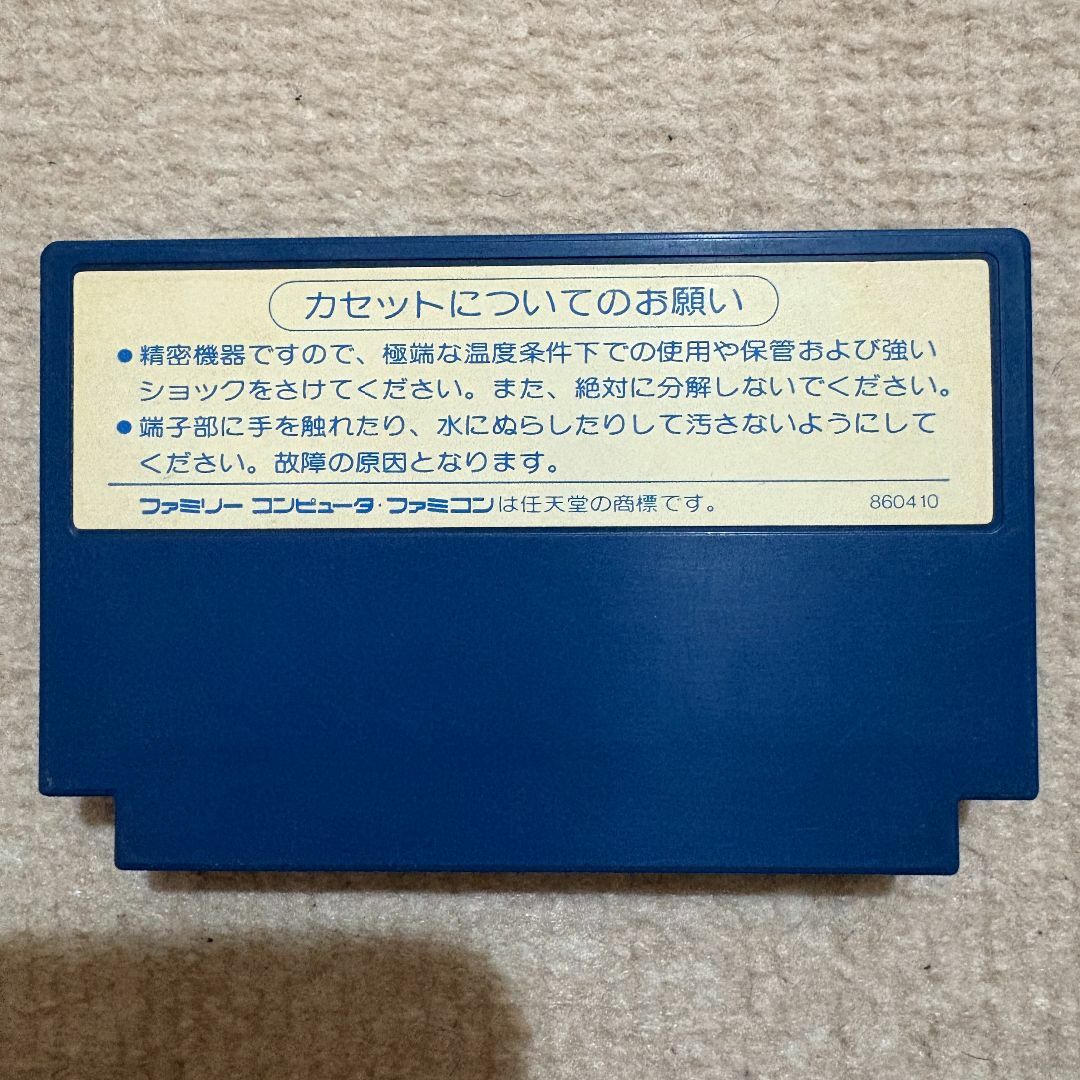 カセットについてのお願い
●精密機器ですので、極端な温度条件下での使用や保管および強い
ショックをさけてください。また、絶対に分解しないでください。
●端子部に手を触れたり、水にぬらしたりして汚さないようにして
ください。故障の原因となります。
ファミリー コンピュータ・ファミコンは任天堂の商標です。 860410